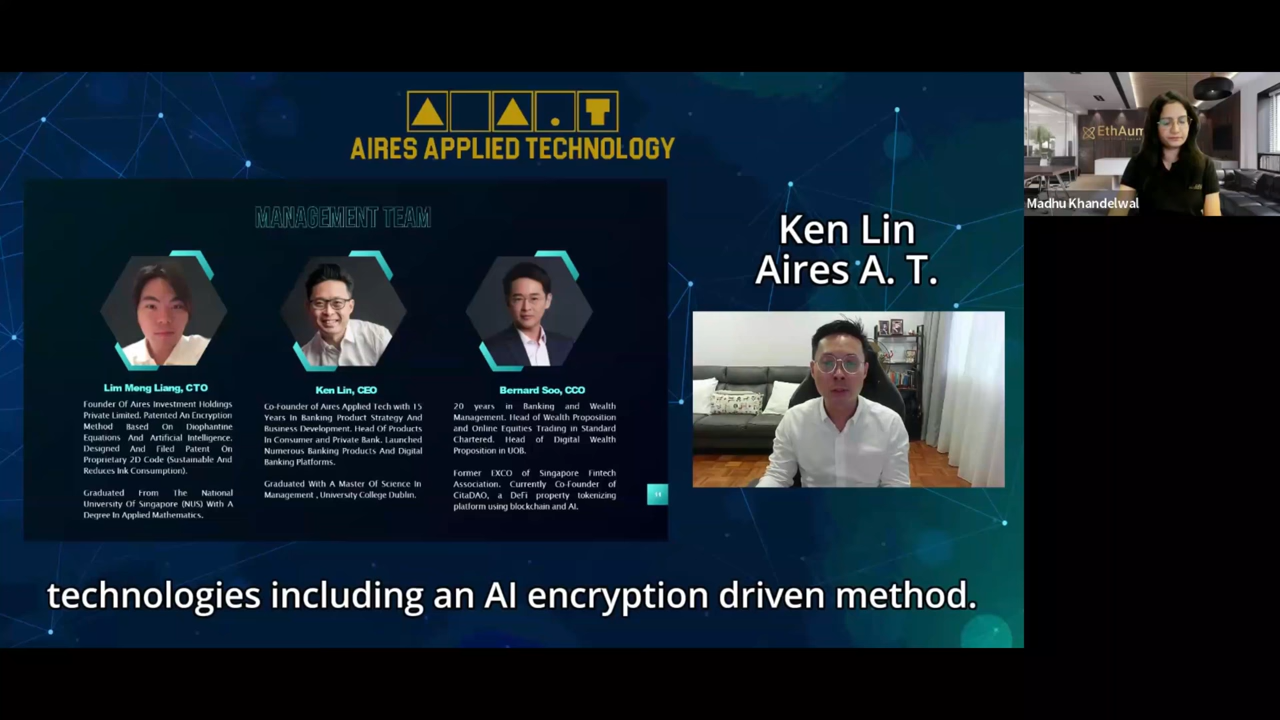 A A.T
AIRES APPLIED TECHNOLOGY
MANAGEMENT TEAM
Lim Meng Liang, CTO
Founder Of Aires Investment Holdings
Private Limited. Patented An Encryption
Method Based On Diophantine
Equations And Artificial Intelligence.
Designed And Filed Patent On
Proprietary 2D Code (Sustainable And
Reduces Ink Consumption).
Graduated From The National
University Of Singapore (NUS) With A
Degree In Applied Mathematics.
Ken Lin, CEO
Co-Founder of Aires Applied Tech with 15
Years In Banking Product Strategy And
Business Development. Head Of Products
In Consumer and Private Bank. Launched
Numerous Banking Products And Digital
Banking Platforms.
Graduated With A Master Of Science In
Management , University College Dublin.
Bernard Soo, CCO
20 years in Banking and Wealth
Management. Head of Wealth Proposition
and Online Equities Trading in Standard
Chartered. Head of Digital Wealth
Proposition in UOB.
Former EXCO of Singapore Fintech
Association. Currently Co-Founder of
CitaDAO, a DeFi property tokenizing
platform using blockchain and AI.
Ken Lin
Aires A. T.
technologies including an AI encryption driven method.
EthAum
Madhu Khandelwal